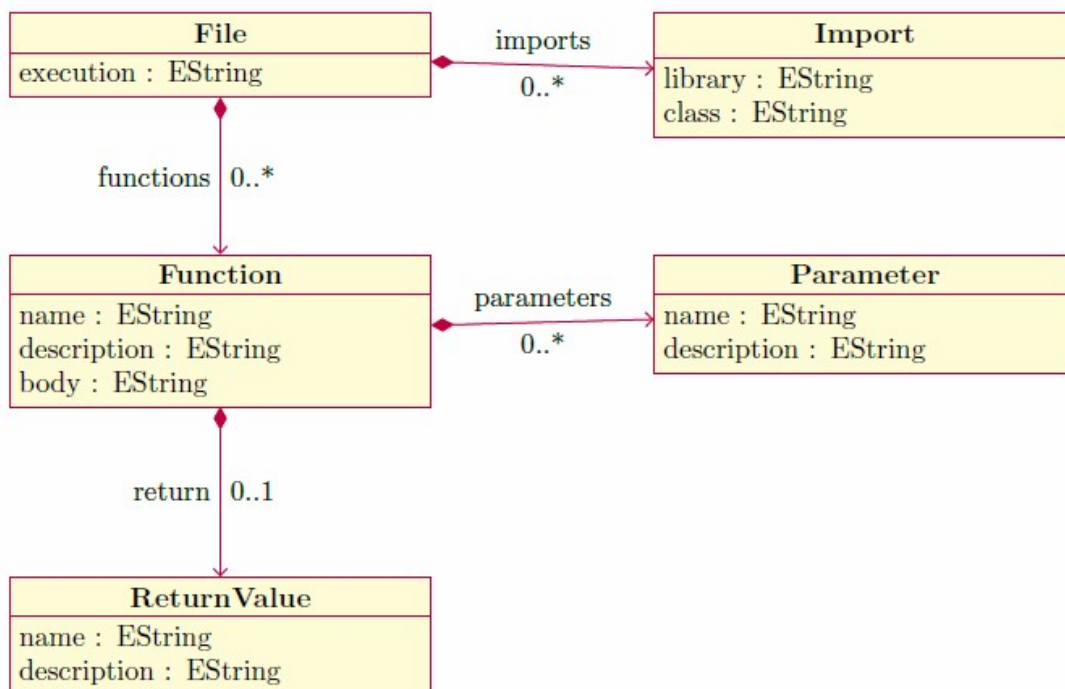 File
execution : EString
imports
0..*
Import
library : EString
class : EString
functions 0..*
Function
name : EString
description : EString
body : EString
parameters
0..*
Parameter
name : EString
description : EString
return 0..1
ReturnValue
name : EString
description : EString